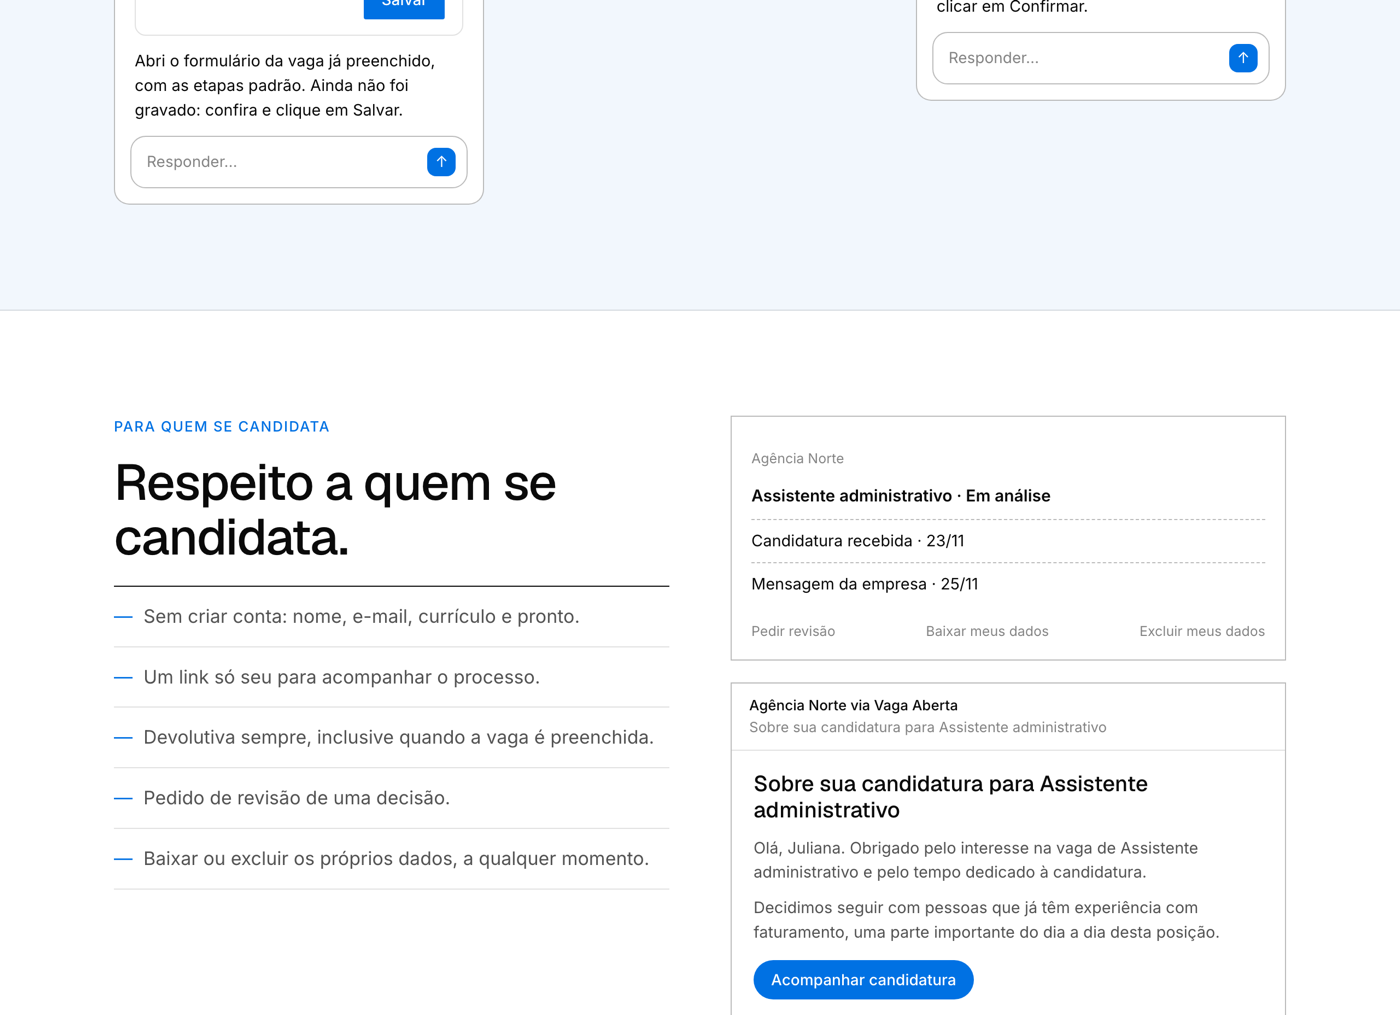 Salvar
Abri o formulário da vaga já preenchido,
com as etapas padrão. Ainda não foi
gravado: confira e clique em Salvar.
Responder...
↑
clicar em Confirmar.
Responder...
↑
PARA QUEM SE CANDIDATA
Respeito a quem se
candidata.
— Sem criar conta: nome, e-mail, currículo e pronto.
— Um link só seu para acompanhar o processo.
— Devolutiva sempre, inclusive quando a vaga é preenchida.
— Pedido de revisão de uma decisão.
— Baixar ou excluir os próprios dados, a qualquer momento.
Agência Norte
Assistente administrativo · Em análise
Candidatura recebida · 23/11
Mensagem da empresa · 25/11
Pedir revisão Baixar meus dados Excluir meus dados
Agência Norte via Vaga Aberta
Sobre sua candidatura para Assistente administrativo
Sobre sua candidatura para Assistente
administrativo
Olá, Juliana. Obrigado pelo interesse na vaga de Assistente
administrativo e pelo tempo dedicado à candidatura.
Decidimos seguir com pessoas que já têm experiência com
faturamento, uma parte importante do dia a dia desta posição.
Acompanhar candidatura